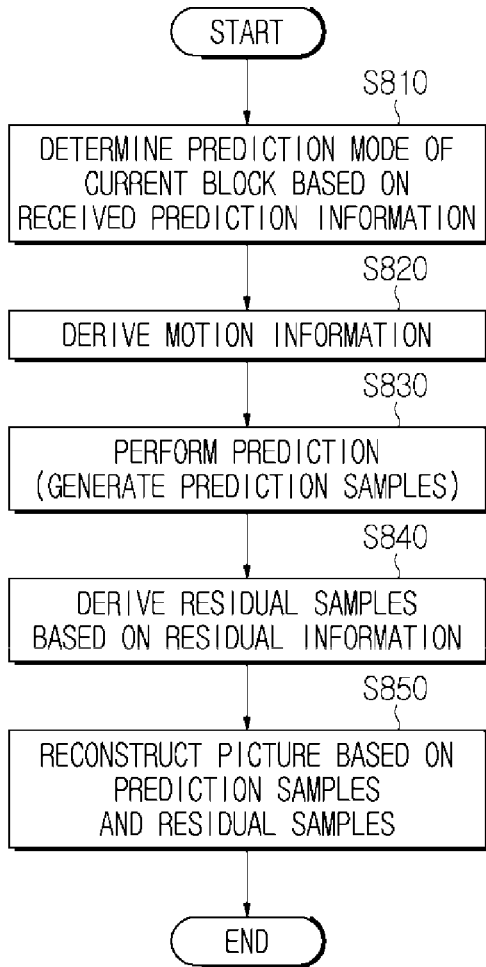 START
S810
DETERMINE PREDICTION MODE OF
CURRENT BLOCK BASED ON
RECEIVED PREDICTION INFORMATION
S820
DERIVE MOTION INFORMATION
S830
PERFORM PREDICTION
(GENERATE PREDICTION SAMPLES)
S840
DERIVE RESIDUAL SAMPLES
BASED ON RESIDUAL INFORMATION
S850
RECONSTRUCT PICTURE BASED ON
PREDICTION SAMPLES
AND RESIDUAL SAMPLES
END